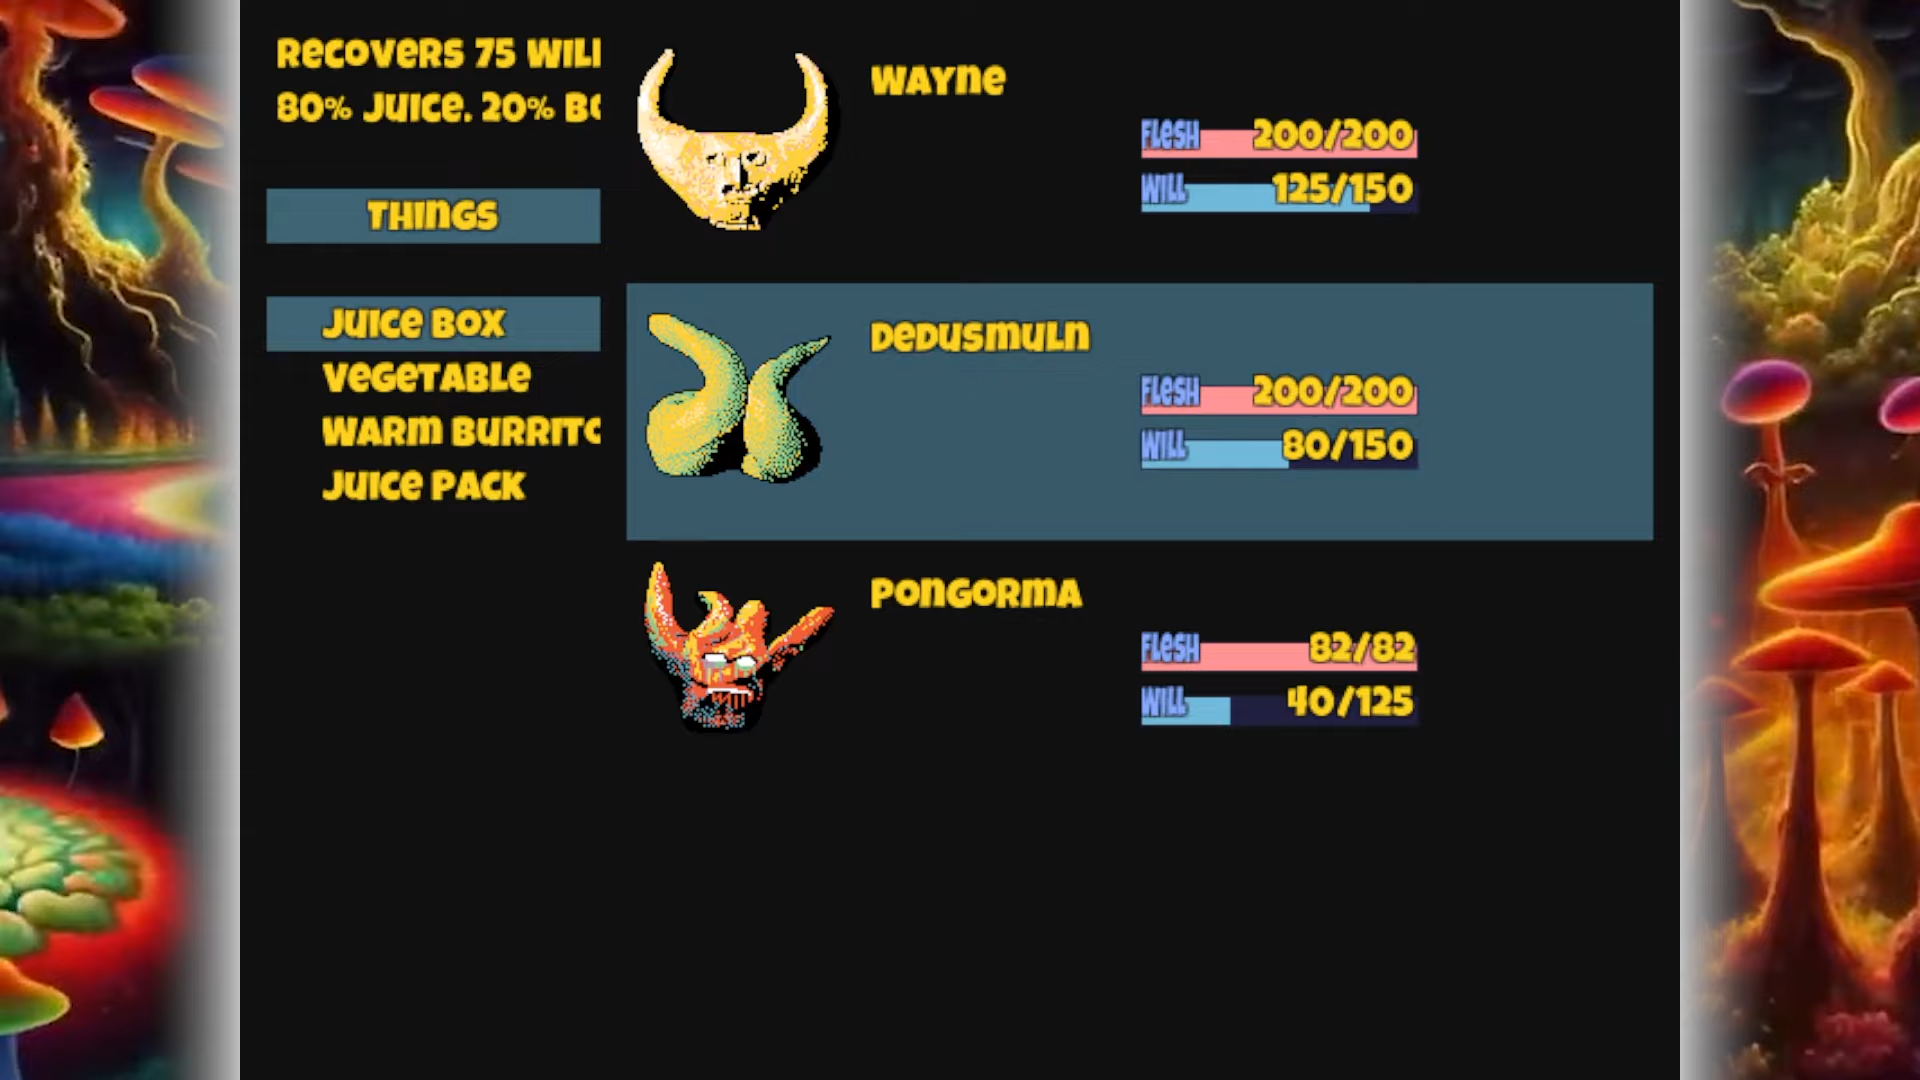 Recovers 75 Will
80% Juice. 20% Bo
Things
Juice Box
Vegetable
Warm Burrito
Juice Pack
Wayne
Flesh 200/200
Will 125/150
Dedusmuln
Flesh 200/200
Will 80/150
Pongorma
Flesh 82/82
Will 40/125